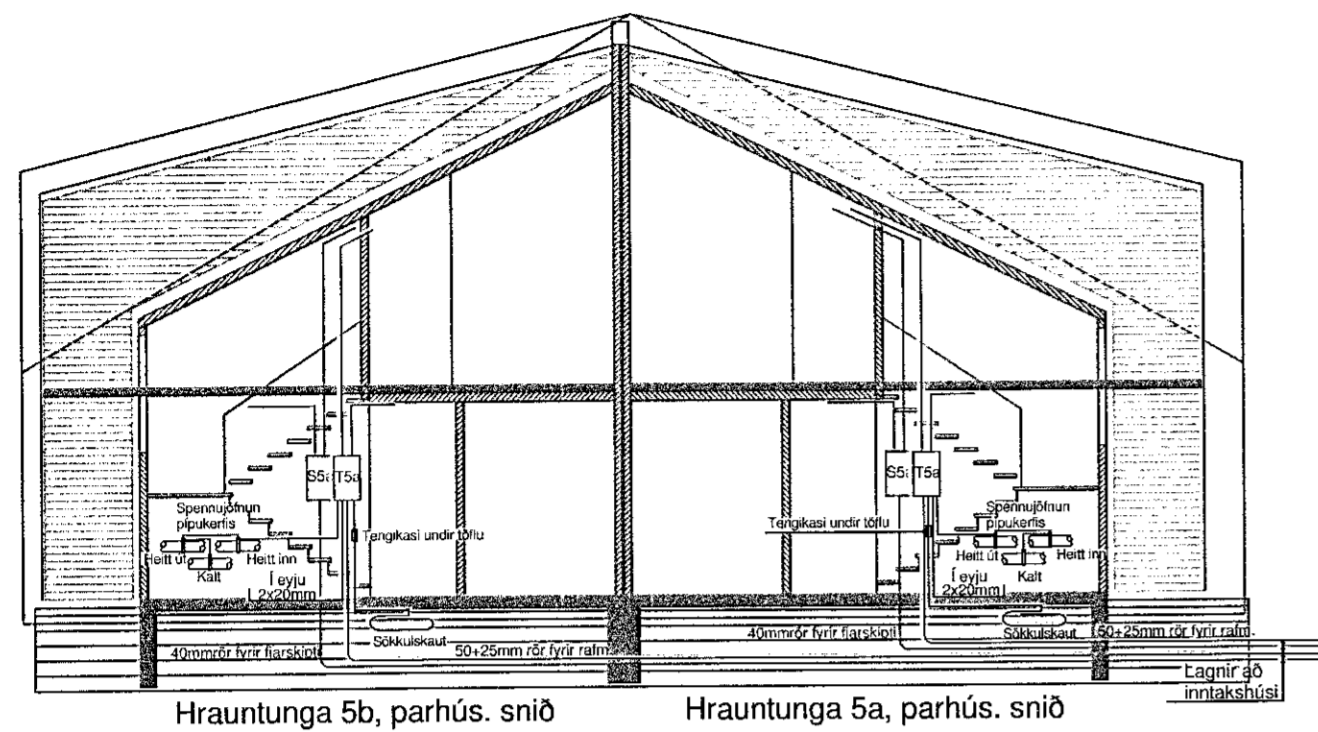 S5a
T5a
S5a
T5a
Spennujöfnun
pípukerfis
Tengikasi undir töflu
Heitt út
Heitt inn
Kalt
Í eyju
2x20mm
Tengikasi undir töflu
Spennujöfnun
pípukerfis
Heitt út
Heitt inn
Kalt
Í eyju
2x20mm
Sökkulskaut
40mmrör fyrir fjarskipti
50+25mm rör fyrir rafm.
Sökkulskaut
40mmrör fyrir fjarskipti
50+25mm rör fyrir rafm.
Lagnir að
inntakshúsi
Hrauntunga 5b, parhús. snið
Hrauntunga 5a, parhús. snið